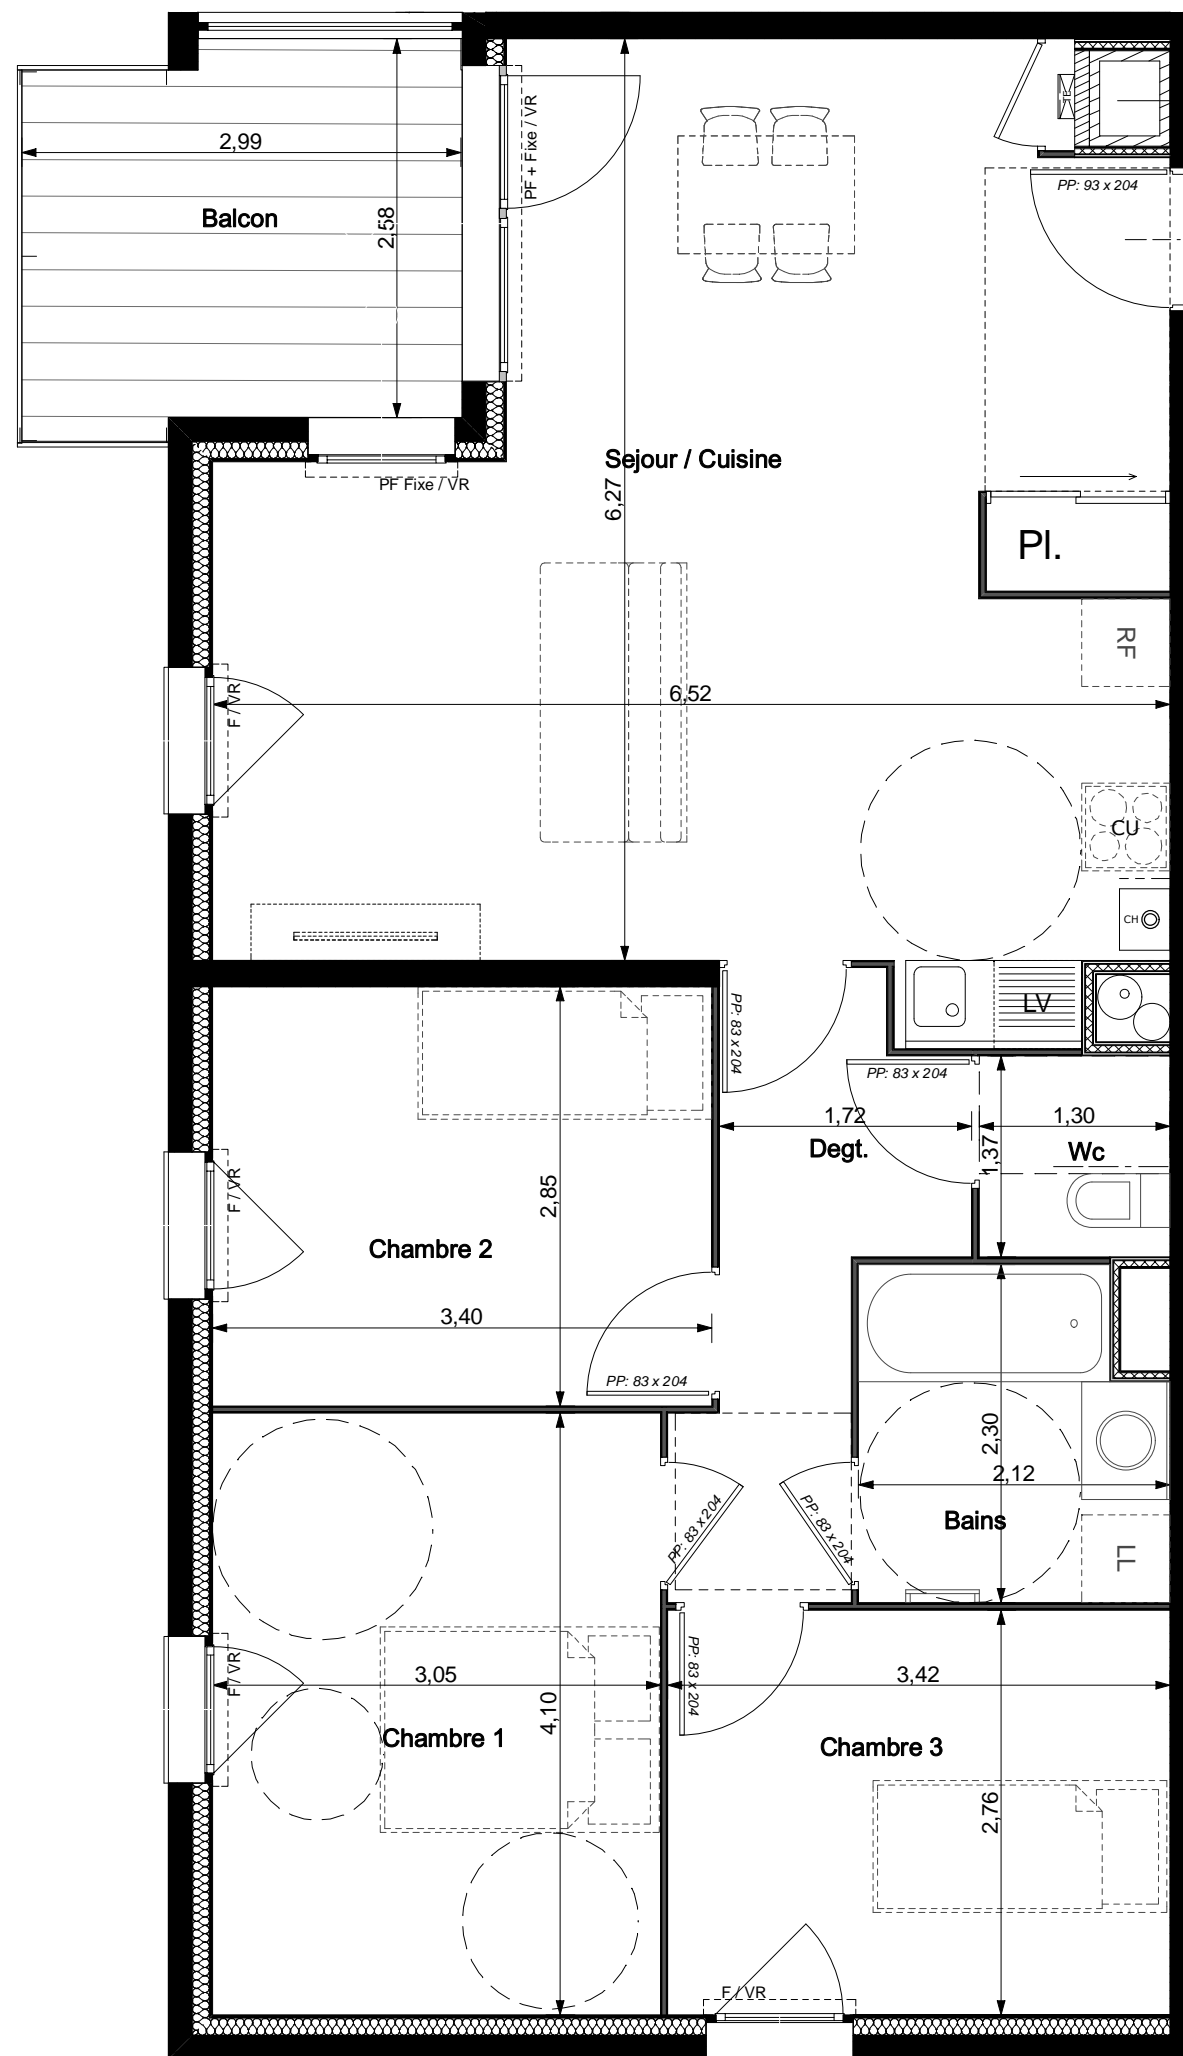 2,99
Balcon
2,58
PF + Fixe / VR
PP: 93 x 204
PF Fixe / VR
Sejour / Cuisine
6,27
Pl.
RF
6,52
F / VR
CU
CH
LV
PP: 83 x 204
PP: 83 x 204
1,72
Degt.
1,37
1,30
Wc
F / VR
2,85
Chambre 2
3,40
PP: 83 x 204
2,30
2,12
Bains
PP: 83 x 204
PP: 83 x 204
LL
F / VR
3,05
4,10
Chambre 1
PP: 83 x 204
3,42
Chambre 3
2,76
F / VR